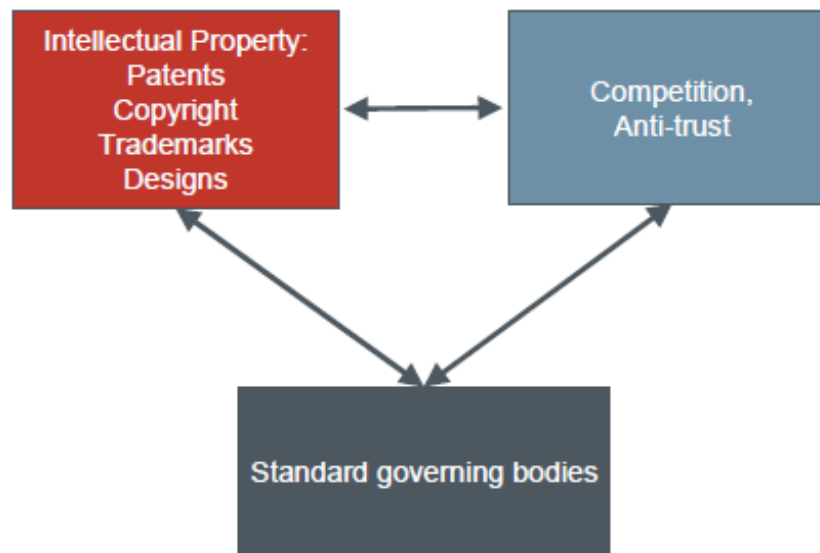 Intellectual Property:
Patents
Copyright
Trademarks
Designs
Competition,
Anti-trust
Standard governing bodies